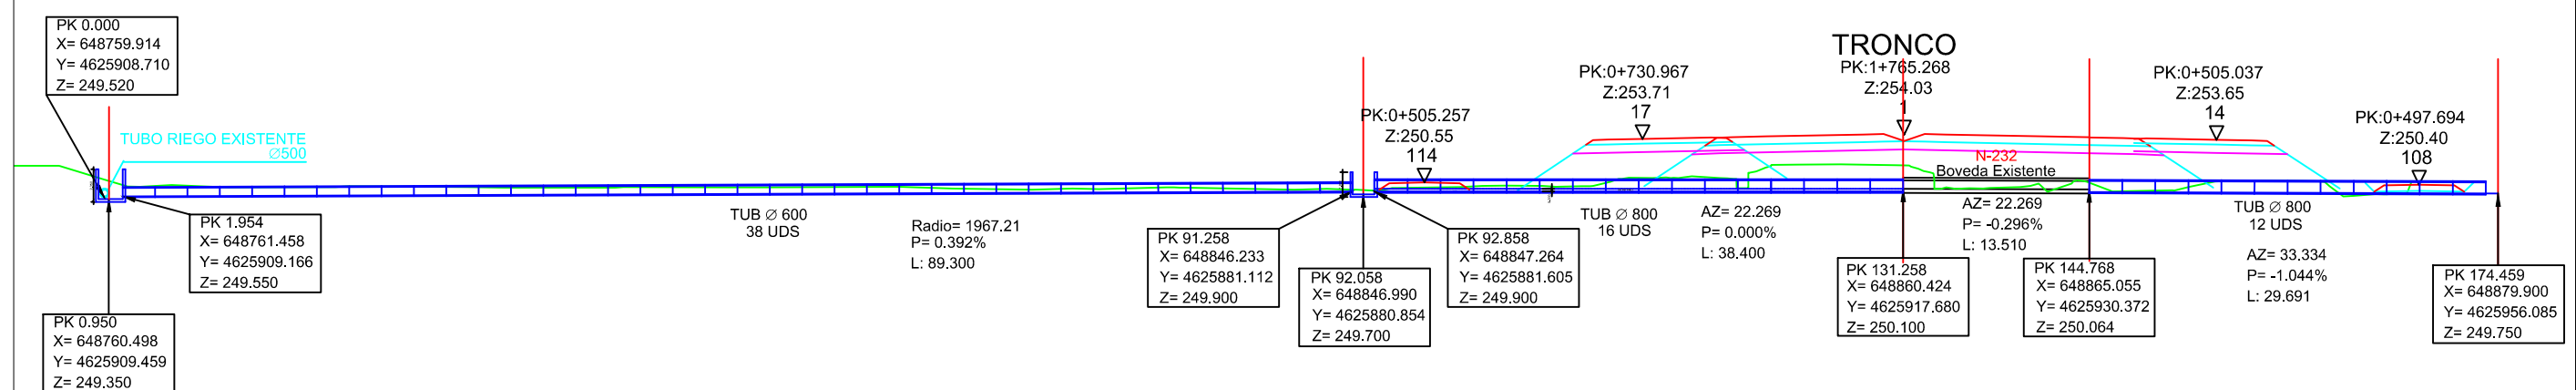 PK 0.000
X= 648759.914
Y= 4625908.710
Z= 249.520
TUBO RIEGO EXISTENTE
Ø500
PK 1.954
X= 648761.458
Y= 4625909.166
Z= 249.550
PK 0.950
X= 648760.498
Y= 4625909.459
Z= 249.350
TUB Ø 600
38 UDS
Radio= 1967.21
P= 0.392%
L: 89.300
PK 91.258
X= 648846.233
Y= 4625881.112
Z= 249.900
PK 92.058
X= 648846.990
Y= 4625880.854
Z= 249.700
PK 92.858
X= 648847.264
Y= 4625881.605
Z= 249.900
PK:0+505.257
Z:250.55
114
PK:0+730.967
Z:253.71
17
TRONCO
PK:1+765.268
Z:254.03
1
PK:0+505.037
Z:253.65
14
PK:0+497.694
Z:250.40
108
N-232
Boveda Existente
TUB Ø 800
16 UDS
AZ= 22.269
P= 0.000%
L: 38.400
AZ= 22.269
P= -0.296%
L: 13.510
TUB Ø 800
12 UDS
AZ= 33.334
P= -1.044%
L: 29.691
PK 131.258
X= 648860.424
Y= 4625917.680
Z= 250.100
PK 144.768
X= 648865.055
Y= 4625930.372
Z= 250.064
PK 174.459
X= 648879.900
Y= 4625956.085
Z= 249.750